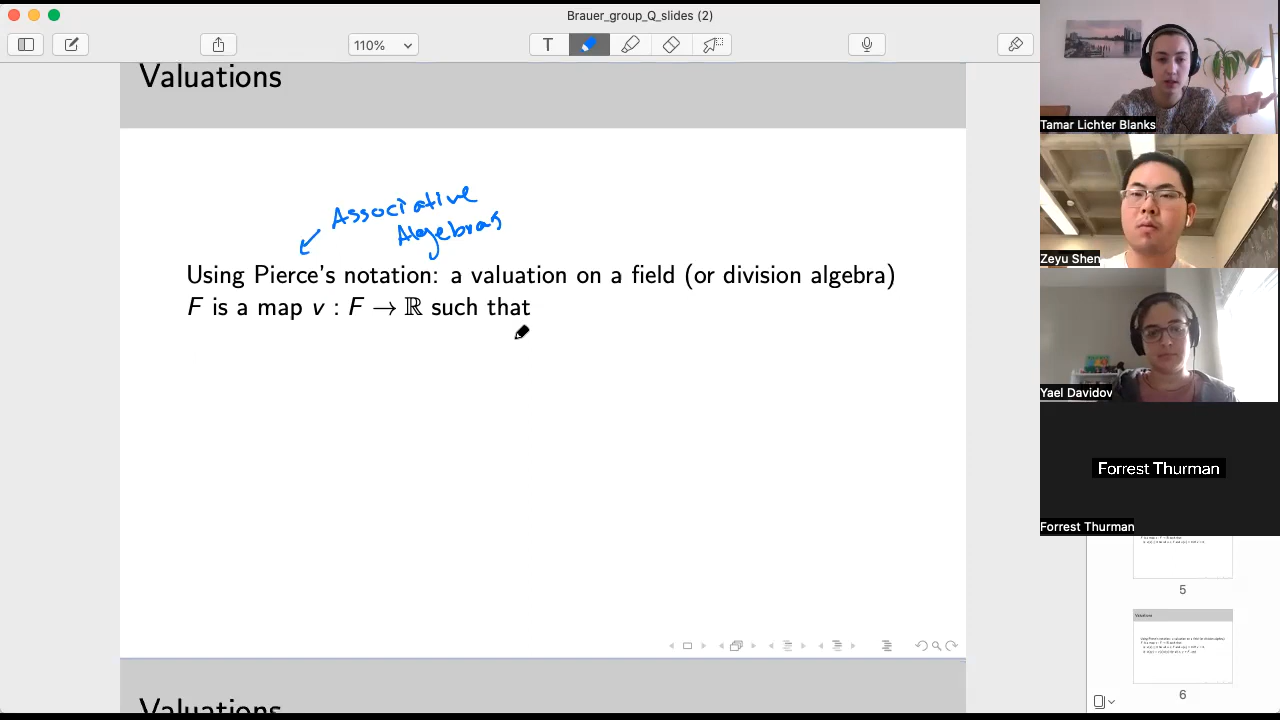 Brauer_group_Q_slides (2)
110%
T
Valuations
Associative
Algebras
Using Pierce's notation: a valuation on a field (or division algebra)
F is a map v : F → ℝ such that
Valuations
Tamar Lichter Blanks
Zeyu Shen
Yael Davidov
Forrest Thurman
Forrest Thurman
5
Valuations
6